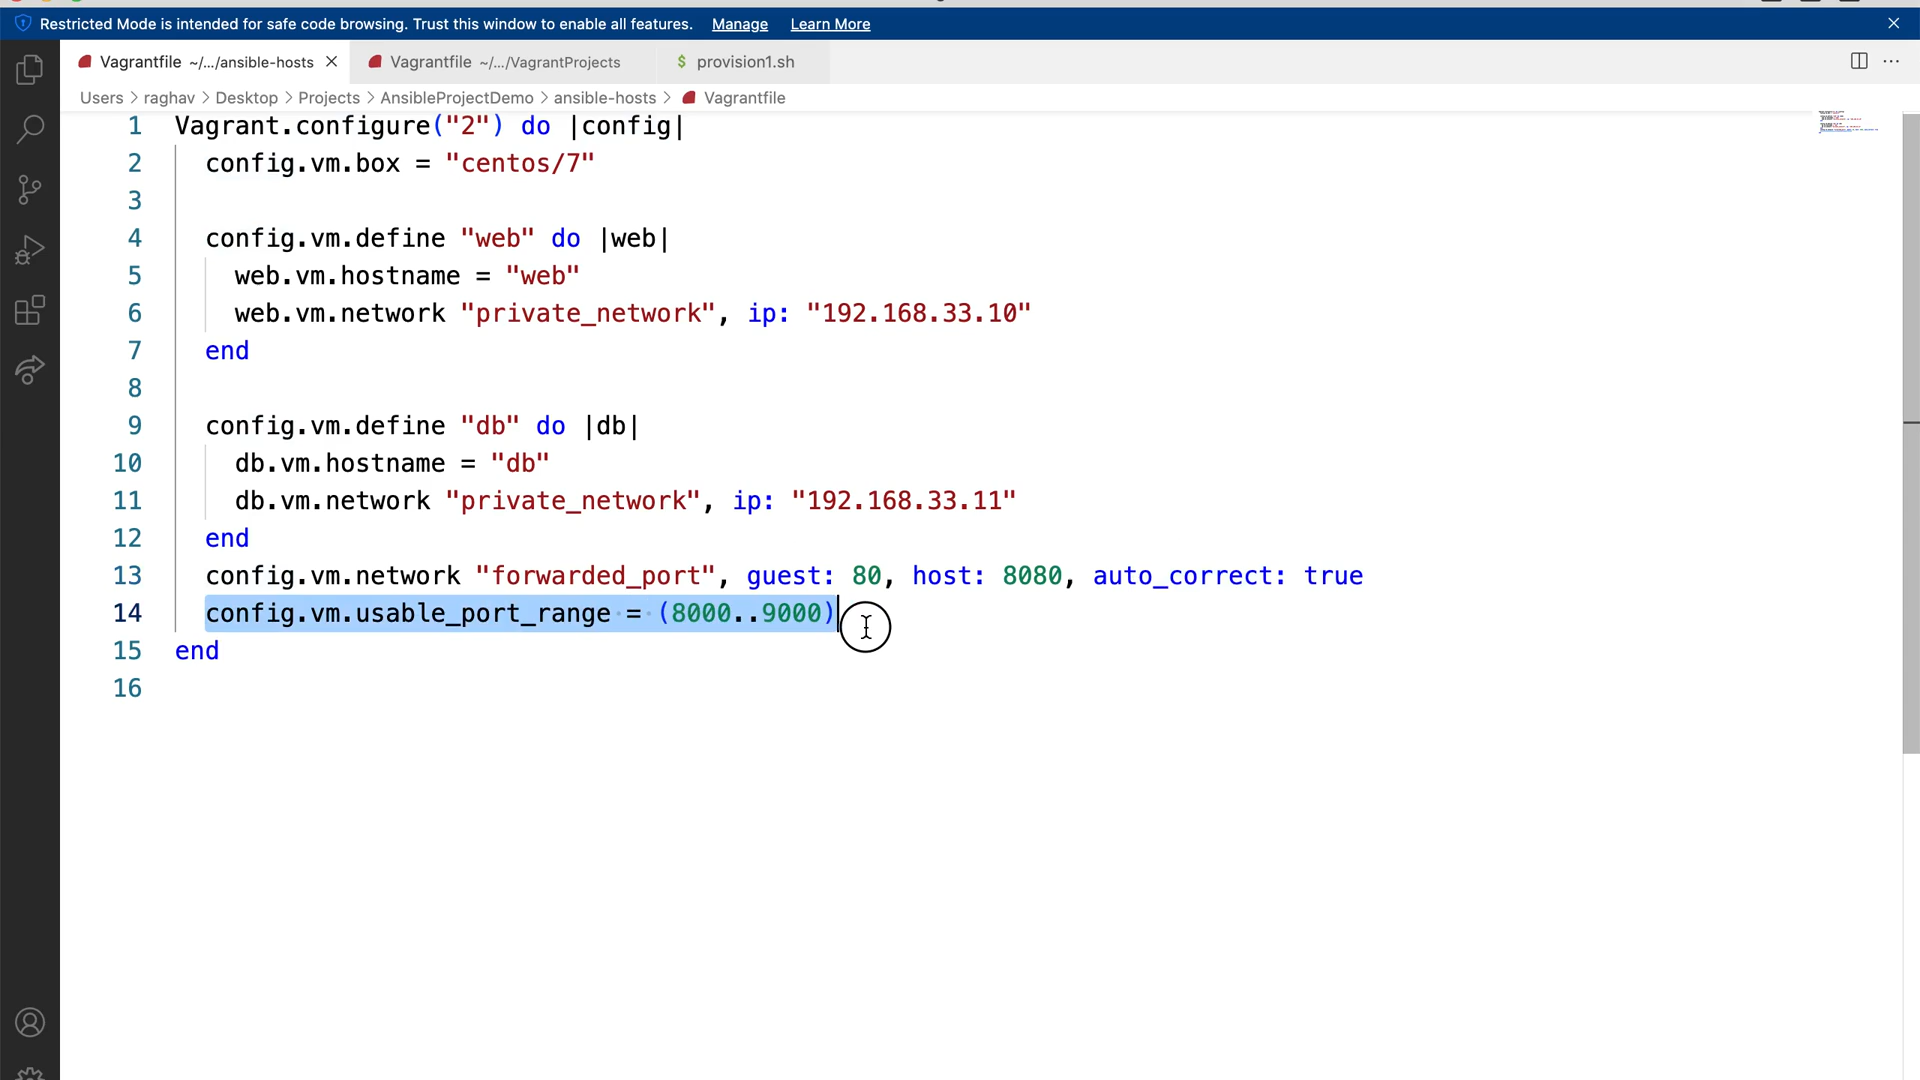 Restricted Mode is intended for safe code browsing. Trust this window to enable all features. Manage Learn More
Vagrantfile ~/.../ansible-hosts Vagrantfile ~/.../VagrantProjects $ provision1.sh
Users > raghav > Desktop > Projects > AnsibleProjectDemo > ansible-hosts > Vagrantfile
1 Vagrant.configure("2") do |config|
2 config.vm.box = "centos/7"
3
4 config.vm.define "web" do |web|
5 web.vm.hostname = "web"
6 web.vm.network "private_network", ip: "192.168.33.10"
7 end
8
9 config.vm.define "db" do |db|
10 db.vm.hostname = "db"
11 db.vm.network "private_network", ip: "192.168.33.11"
12 end
13 config.vm.network "forwarded_port", guest: 80, host: 8080, auto_correct: true
14 config.vm.usable_port_range = (8000..9000)
15 end
16